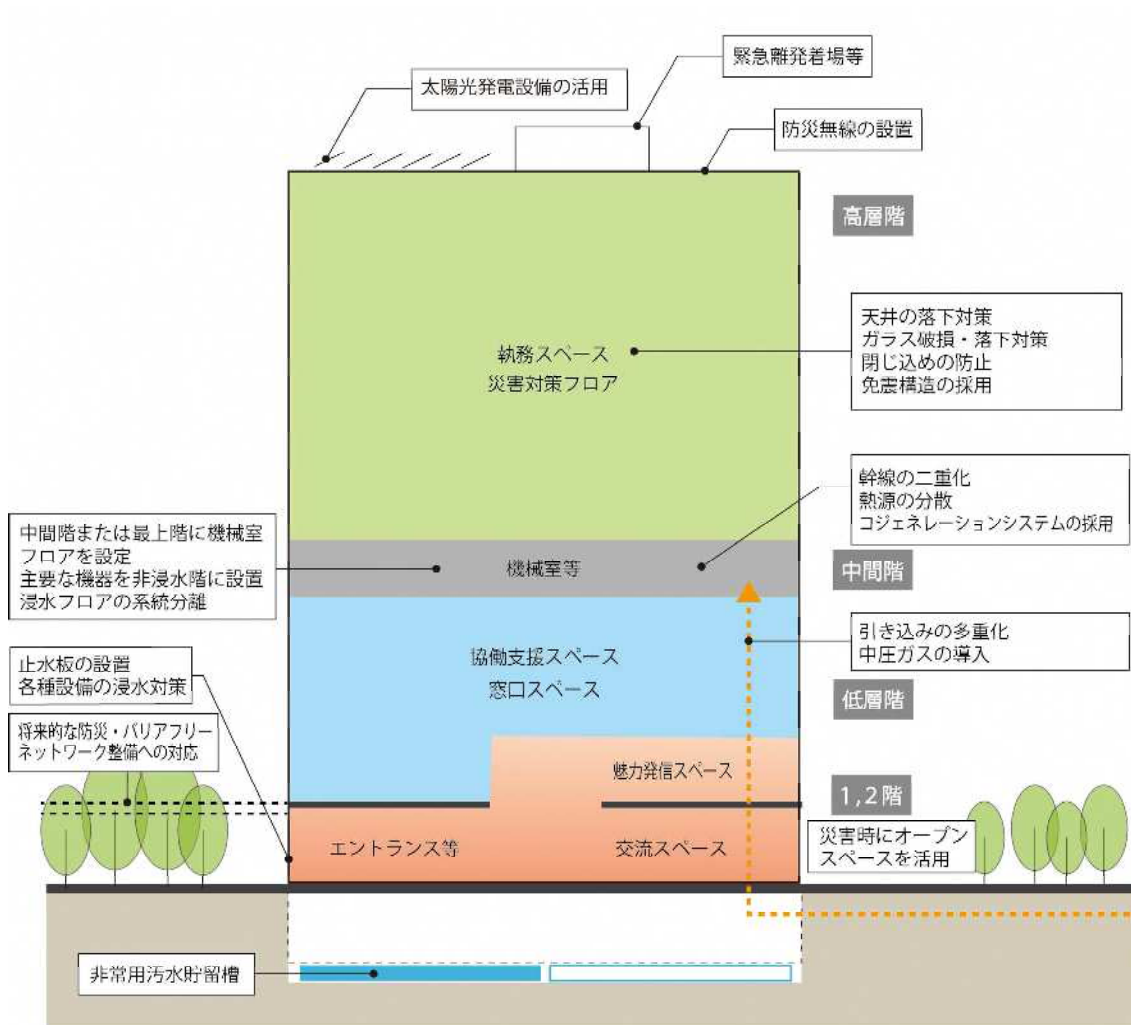 緊急離発着場等
太陽光発電設備の活用
防災無線の設置
高層階
天井の落下対策
ガラス破損・落下対策
閉じ込めの防止
免震構造の採用
執務スペース
災害対策フロア
幹線の二重化
熱源の分散
コジェネレーションシステムの採用
中間階または最上階に機械室
フロアを設定
主要な機器を非浸水階に設置
浸水フロアの系統分離
機械室等
中間階
引き込みの多重化
中圧ガスの導入
協働支援スペース
窓口スペース
低層階
止水板の設置
各種設備の浸水対策
将来的な防災・バリアフリー
ネットワーク整備への対応
魅力発信スペース
1,2階
災害時にオープン
スペースを活用
エントランス等
交流スペース
非常用汚水貯留槽